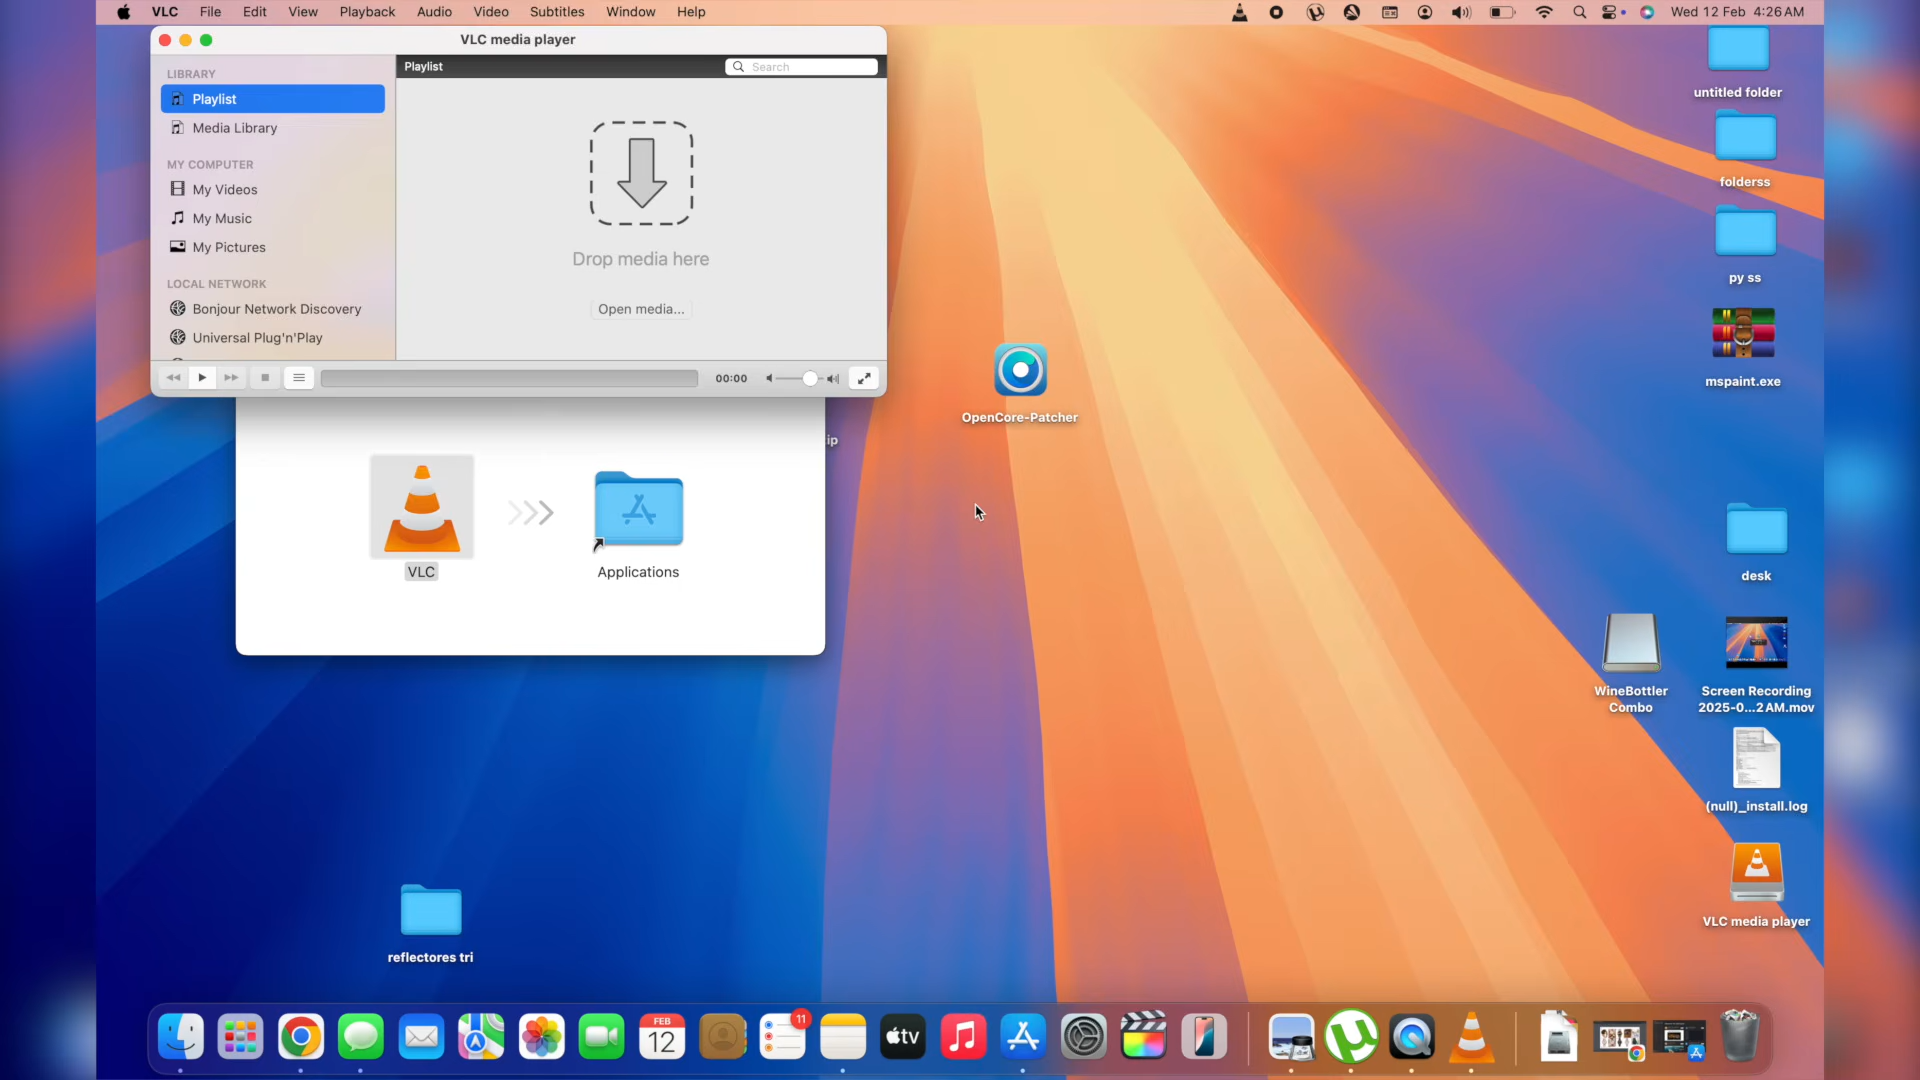 VLC File Edit View Playback Audio Video Subtitles Window Help
Wed 12 Feb 4:26 AM
VLC media player
LIBRARY
Playlist
Media Library
MY COMPUTER
My Videos
My Music
My Pictures
LOCAL NETWORK
Bonjour Network Discovery
Universal Plug'n'Play
Playlist
Search
Drop media here
Open media...
00:00
ip
VLC
Applications
OpenCore-Patcher
reflectores tri
untitled folder
folderss
py ss
mspaint.exe
desk
WineBottler
Combo
Screen Recording
2025-0...2 AM.mov
(null)_install.log
VLC media player
FEB
12
11
tv